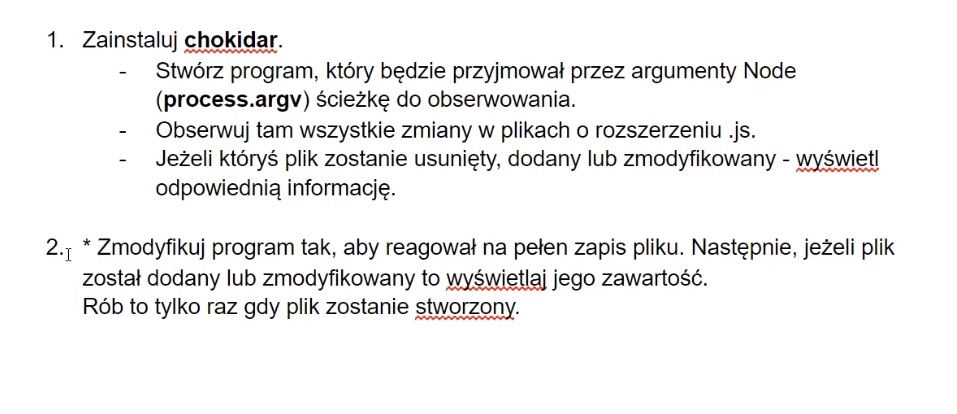 1. Zainstaluj chokidar.
- Stwórz program, który będzie przyjmował przez argumenty Node
(process.argv) ścieżkę do obserwowania.
- Obserwuj tam wszystkie zmiany w plikach o rozszerzeniu .js.
- Jeżeli któryś plik zostanie usunięty, dodany lub zmodyfikowany - wyświetl
odpowiednią informację.
2. * Zmodyfikuj program tak, aby reagował na pełen zapis pliku. Następnie, jeżeli plik
został dodany lub zmodyfikowany to wyświetlaj jego zawartość.
Rób to tylko raz gdy plik zostanie stworzony.